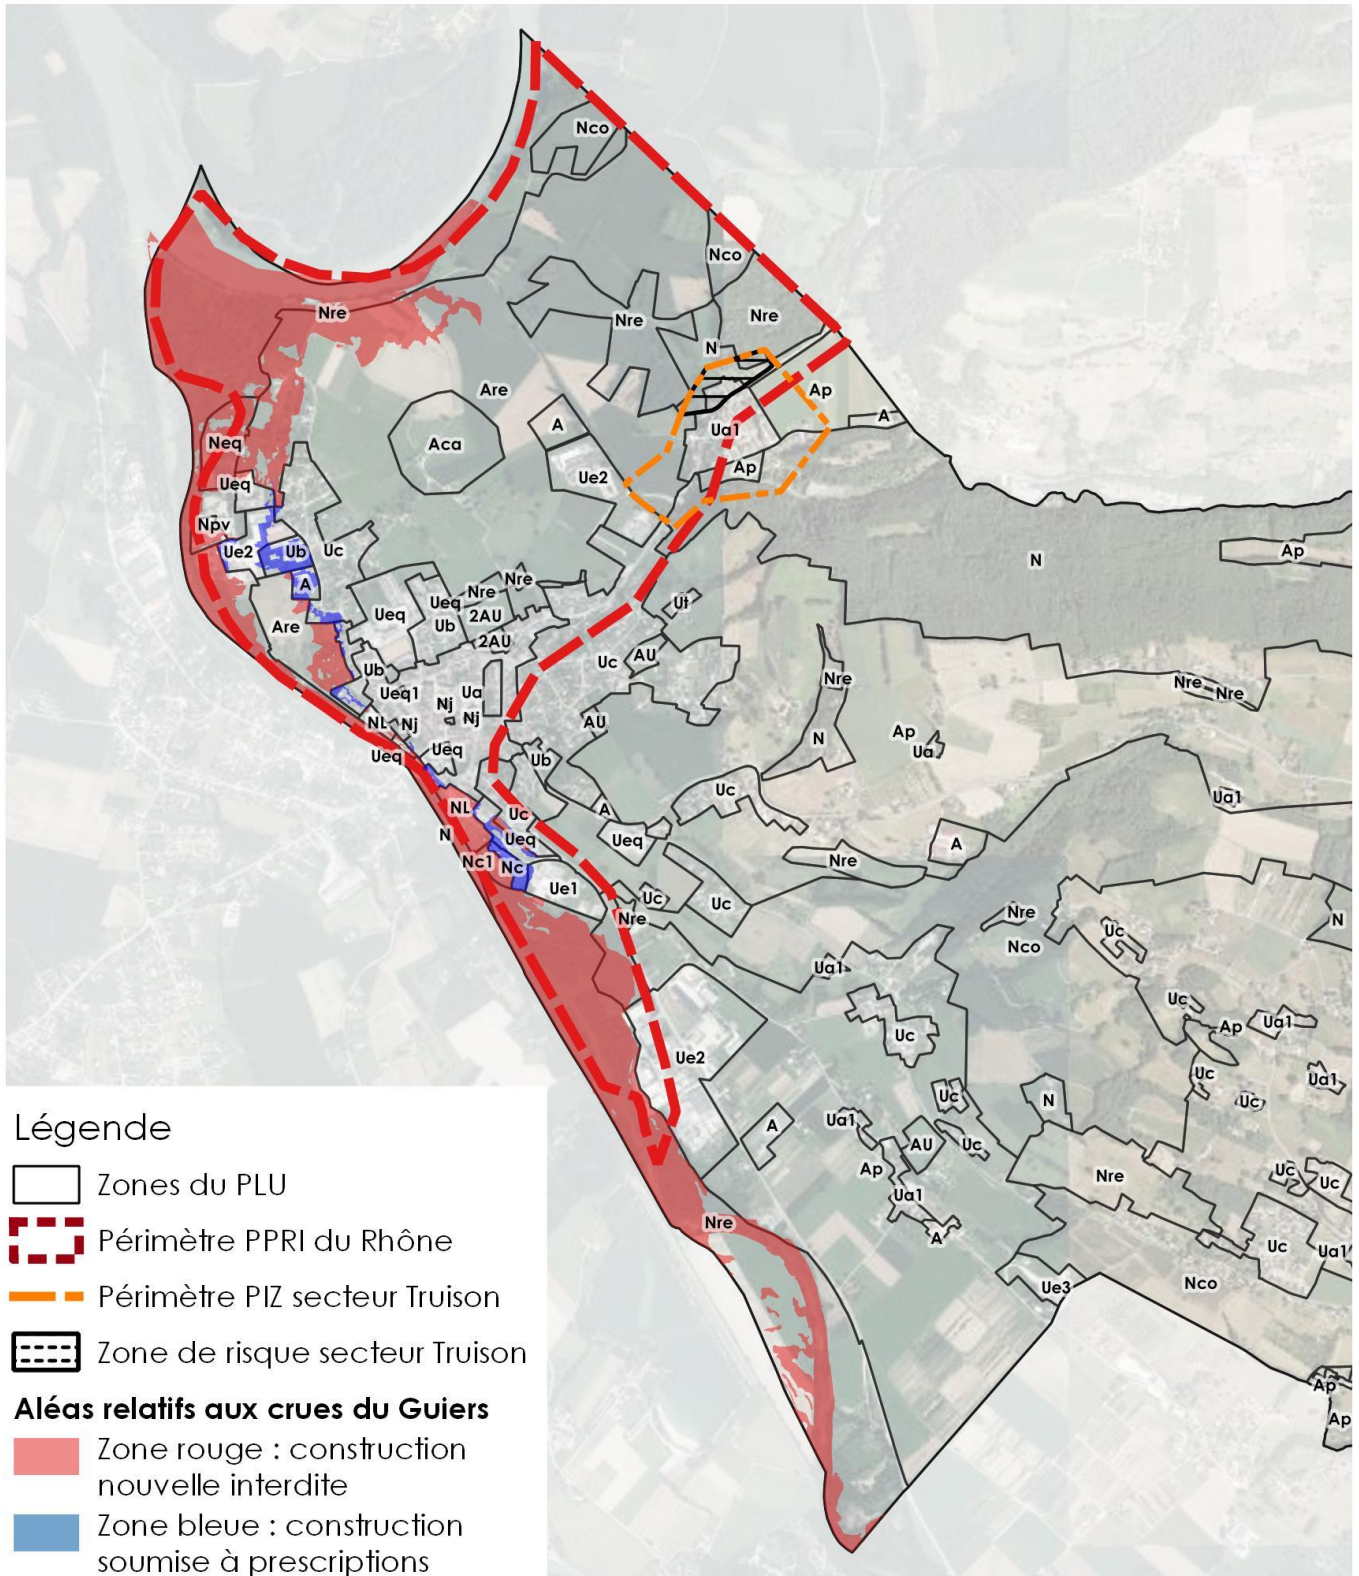 Nco
Nco
Nre
Nre
Nre
N
Ap
Are
A
A
Ua1
Aca
Neq
Ap
Ue2
Ueq
Npv
Ue2
Ub
Uc
N
Ap
A
Nre
Nre
Ueq
Ueq
2AU
Ut
Are
Ub
2AU
Uc
AU
Ub
Nre
Nre
Nre
Ueq1
Ua
Nj
NL
Nj
Nj
AU
Ap
N
Ua
Ueq
Ueq
Ub
Uc
Ua1
NL
Uc
A
N
Ueq
Ueq
A
Nc1
Nc
Nre
Ue1
Uc
Uc
Nre
Nre
N
Uc
Nco
Ua1
Uc
Ap
Ua1
Uc
Ue2
Uc
Ua1
Uc
N
Uc
A
Ua1
AU
Uc
Ap
Nre
Uc
Uc
Ua1
Nre
A
Uc
Ua1
Ue3
Nco
Ap
Ap
Légende
Zones du PLU
Périmètre PPRI du Rhône
Périmètre PIZ secteur Truison
Zone de risque secteur Truison
Aléas relatifs aux crues du Guiers
Zone rouge : construction
nouvelle interdite
Zone bleue : construction
soumise à prescriptions